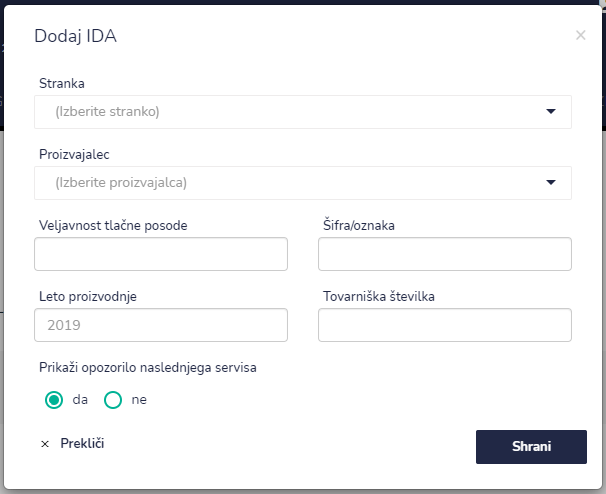 Dodaj IDA
×
Stranka
(Izberite stranko)
Proizvajalec
(Izberite proizvajalca)
Veljavnost tlačne posode
Šifra/oznaka
Leto proizvodnje
Tovarniška številka
2019
Prikaži opozorilo naslednjega servisa
da ne
× Prekliči
Shrani